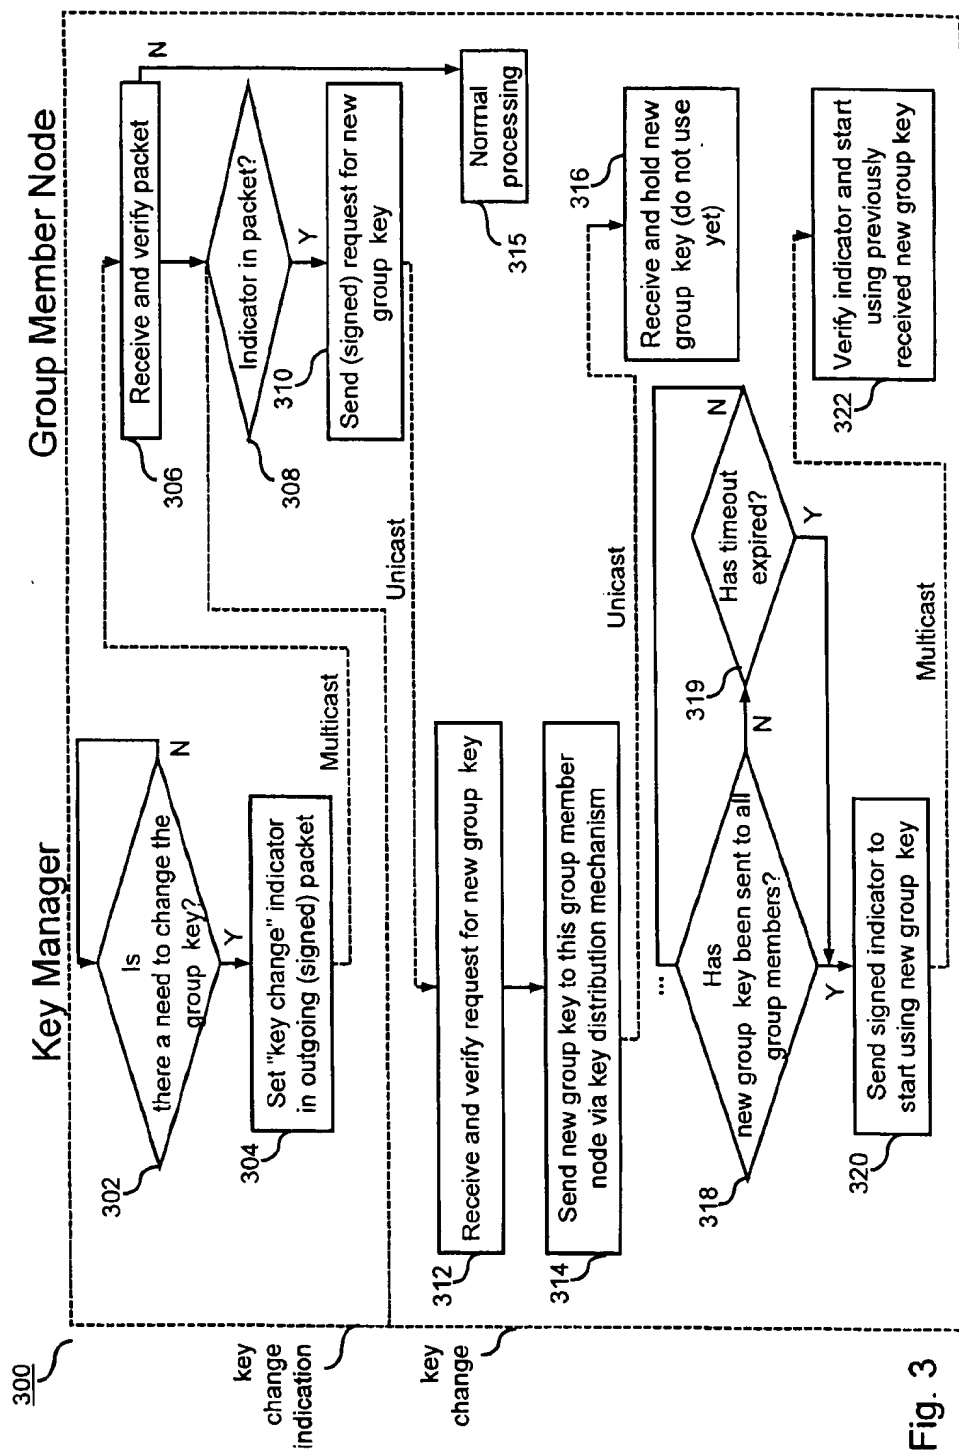 300
Key Manager
Group Member Node
302
Is
there a need to change the
group key?
N
Y
304
Set "key change" indicator
in outgoing (signed) packet
Multicast
306
Receive and verify packet
N
308
Indicator in packet?
Y
310
Send (signed) request for new
group key
315
Normal
processing
key
change
indication
key
change
Unicast
312
Receive and verify request for new group key
314
Send new group key to this group member
node via key distribution mechanism
Unicast
316
Receive and hold new
group key (do not use
yet)
...
318
Has
new group key been sent to all
group members?
N
Y
319
Has timeout
expired?
N
Y
320
Send signed indicator to
start using new group key
Multicast
322
Verify indicator and start
using previously
received new group key
Fig. 3